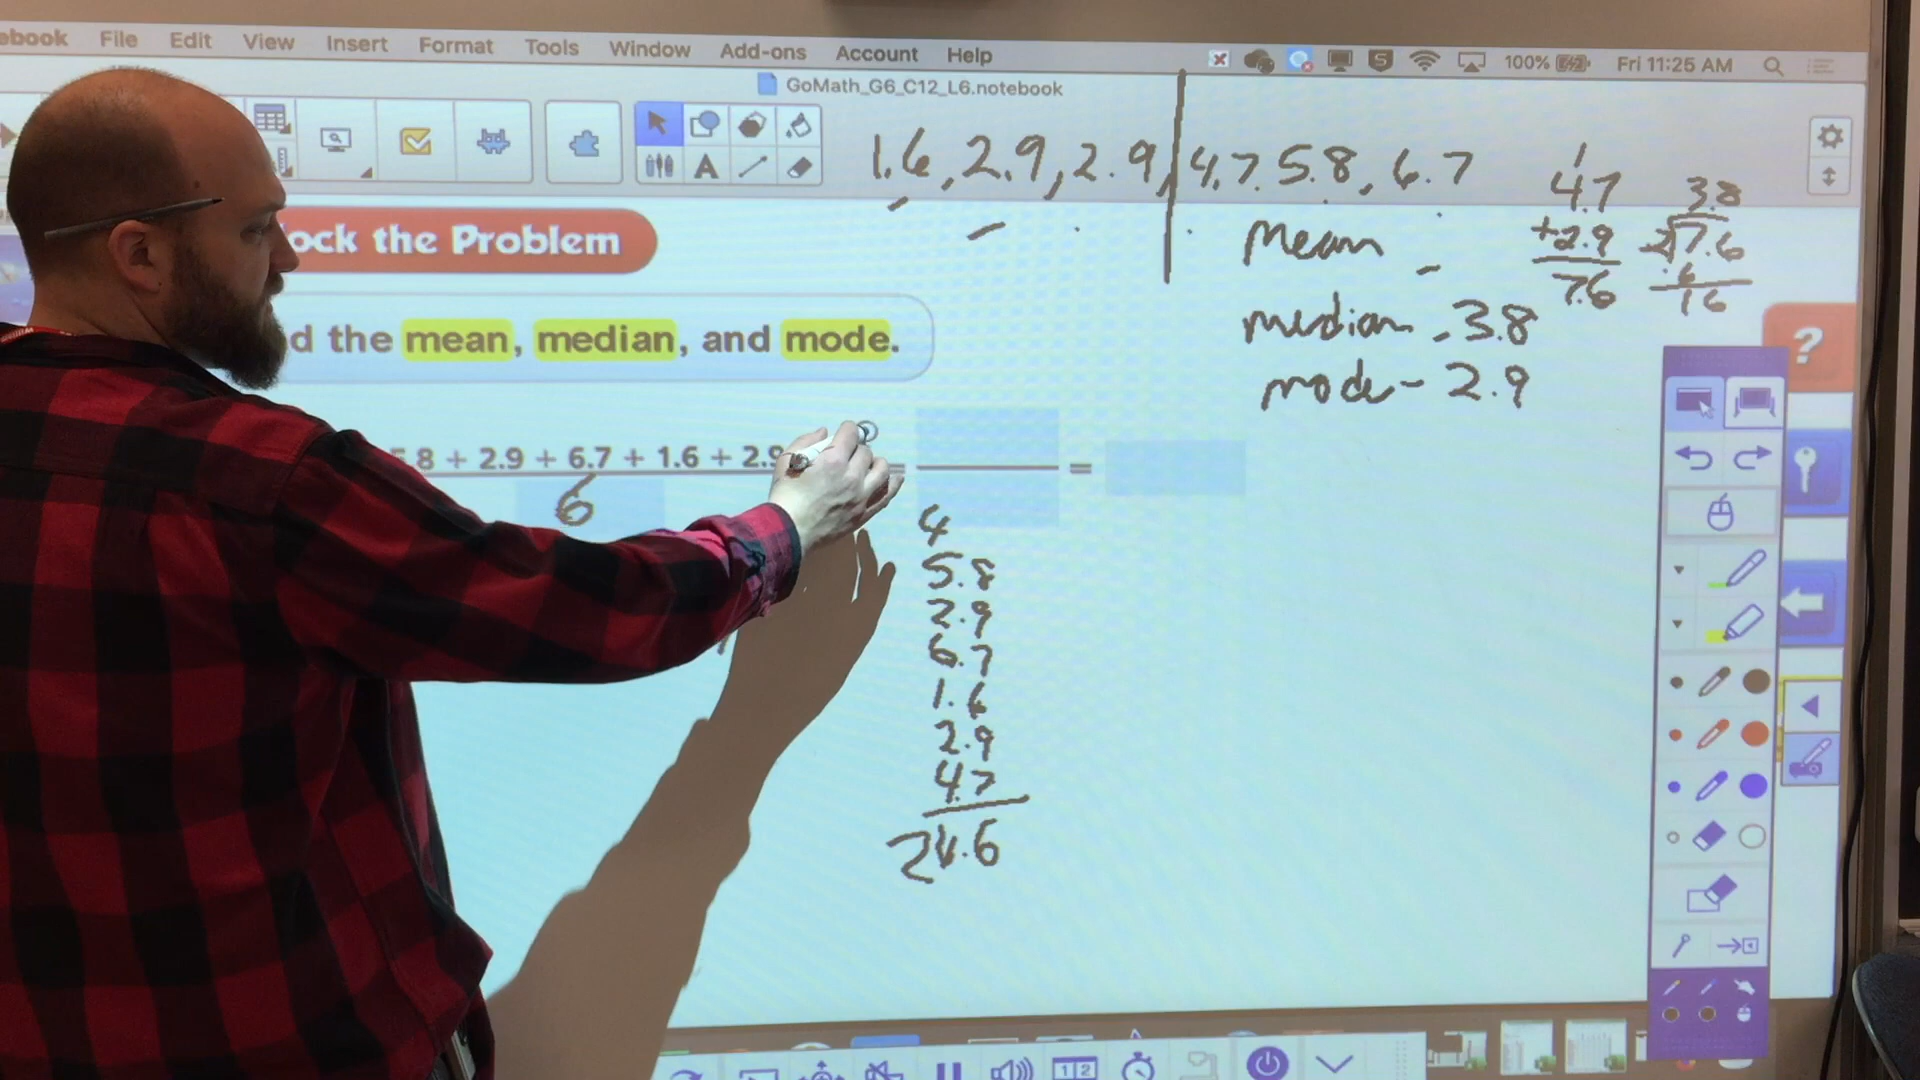 ebook File Edit View Insert Format Tools Window Add-ons Account Help 100% Fri 11:25 AM
GoMath_G6_C12_L6.notebook
1.6, 2.9, 2.9, 4.7. 5.8, 6.7
ock the Problem
mean -
4.7
+2.9
7.6
3.8
2 7.6
.6
16
d the mean, median, and mode.
median - 3.8
mode - 2.9
5.8 + 2.9 + 6.7 + 1.6 + 2.9 = =
6
4
5.8
2.9
6.7
1.6
2.9
4.7
24.6